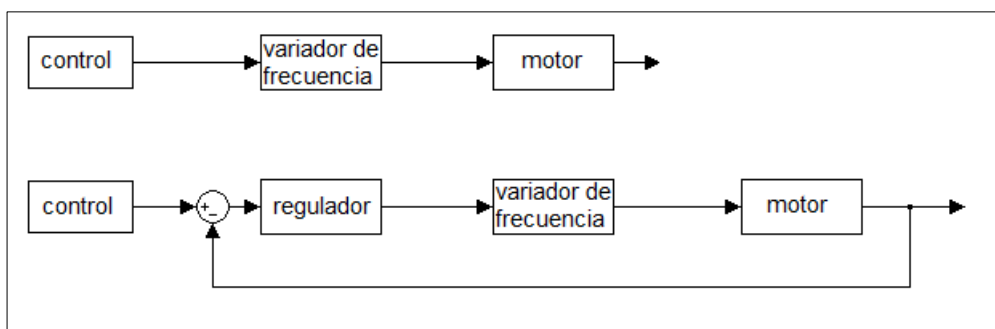 control
variador de
frecuencia
motor
control
+
-
regulador
variador de
frecuencia
motor